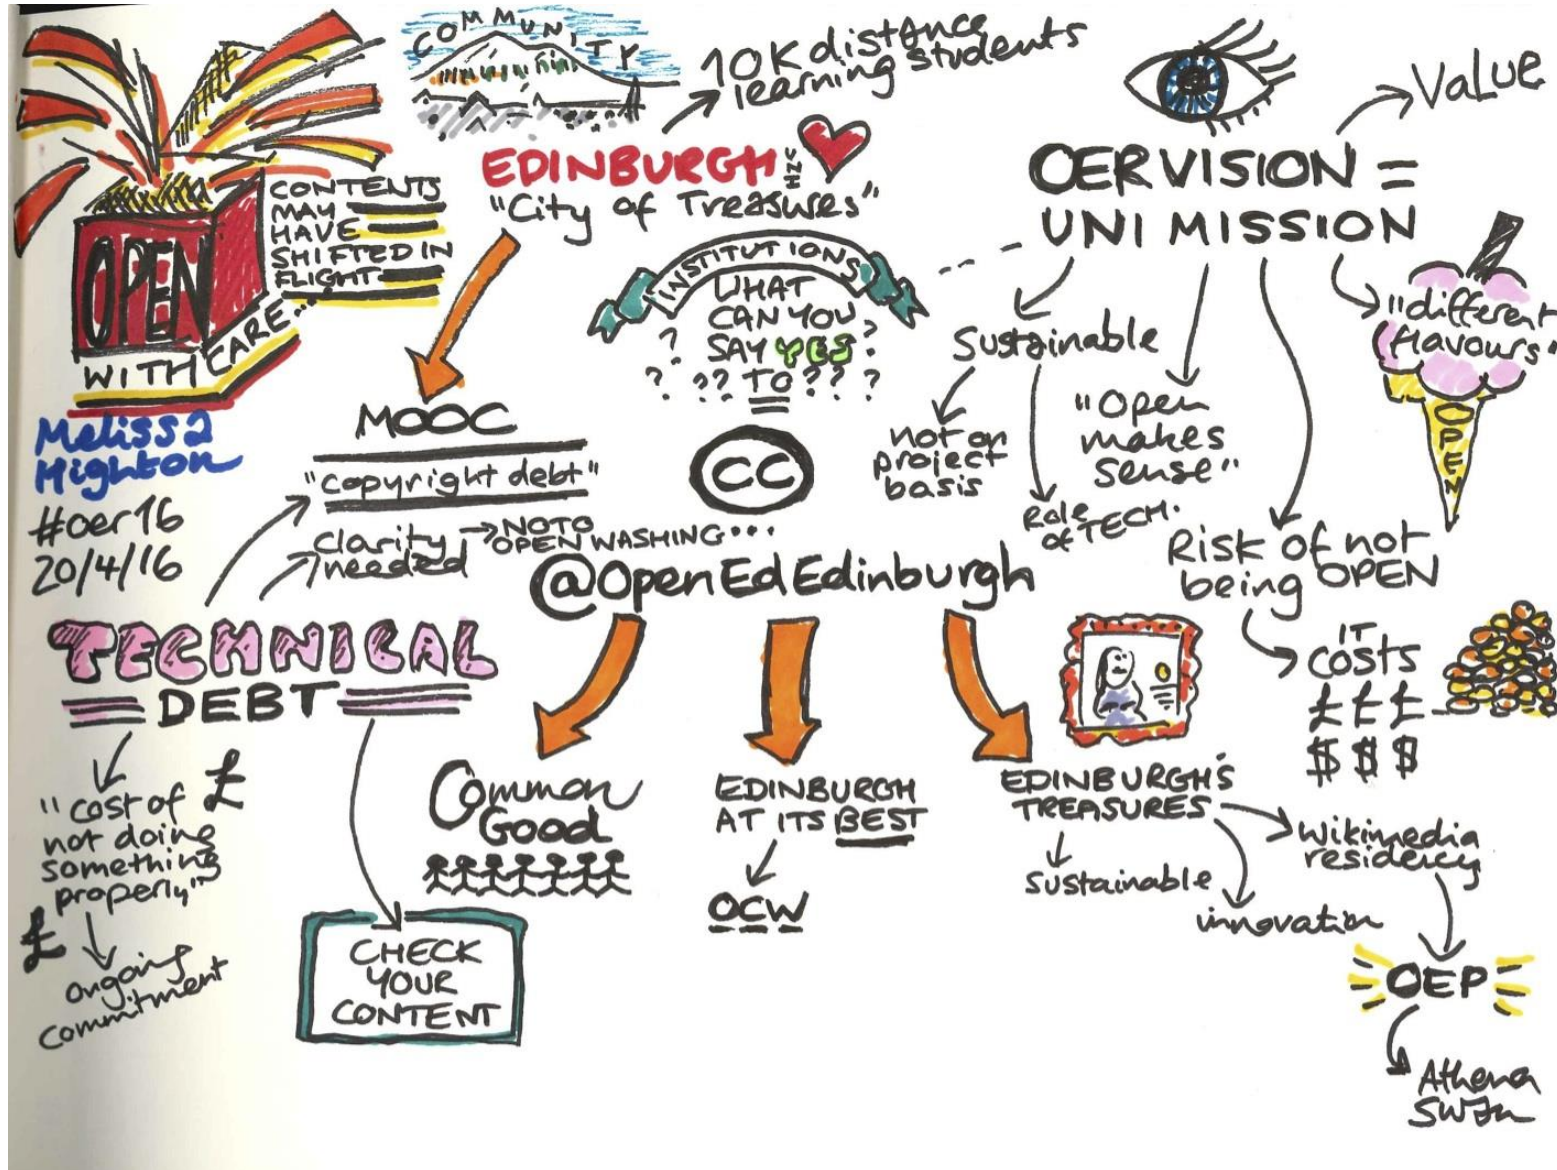 COMMUNITY
10K distance
learning students
EDINBURGH
"City of Treasures"
OPEN
WITH CARE...
CONTENTS
MAY
HAVE
SHIFTED IN
FLIGHT
Melissa
Highton
#oer16
20/4/16
INSTITUTIONS
WHAT
CAN YOU
? SAY YES ?
? ?? TO ?? ? ?
CC
OER VISION =
UNI MISSION
Value
"different
flavours"
OPEN
Sustainable
not on
project
basis
Role
of TECH.
"Open
makes
sense"
Risk of not
being OPEN
IT
costs
£££
$$$
MOOC
"copyright debt"
clarity
needed
NO TO
OPEN WASHING...
@OpenEdEdinburgh
TECHNICAL
DEBT
"cost of
not doing
something
properly"
£
£
ongoing
commitment
CHECK
YOUR
CONTENT
Common
Good
EDINBURGH
AT ITS BEST
OCW
EDINBURGH'S
TREASURES
Sustainable
innovation
Wikimedia
residency
OEP
Athena
Swan